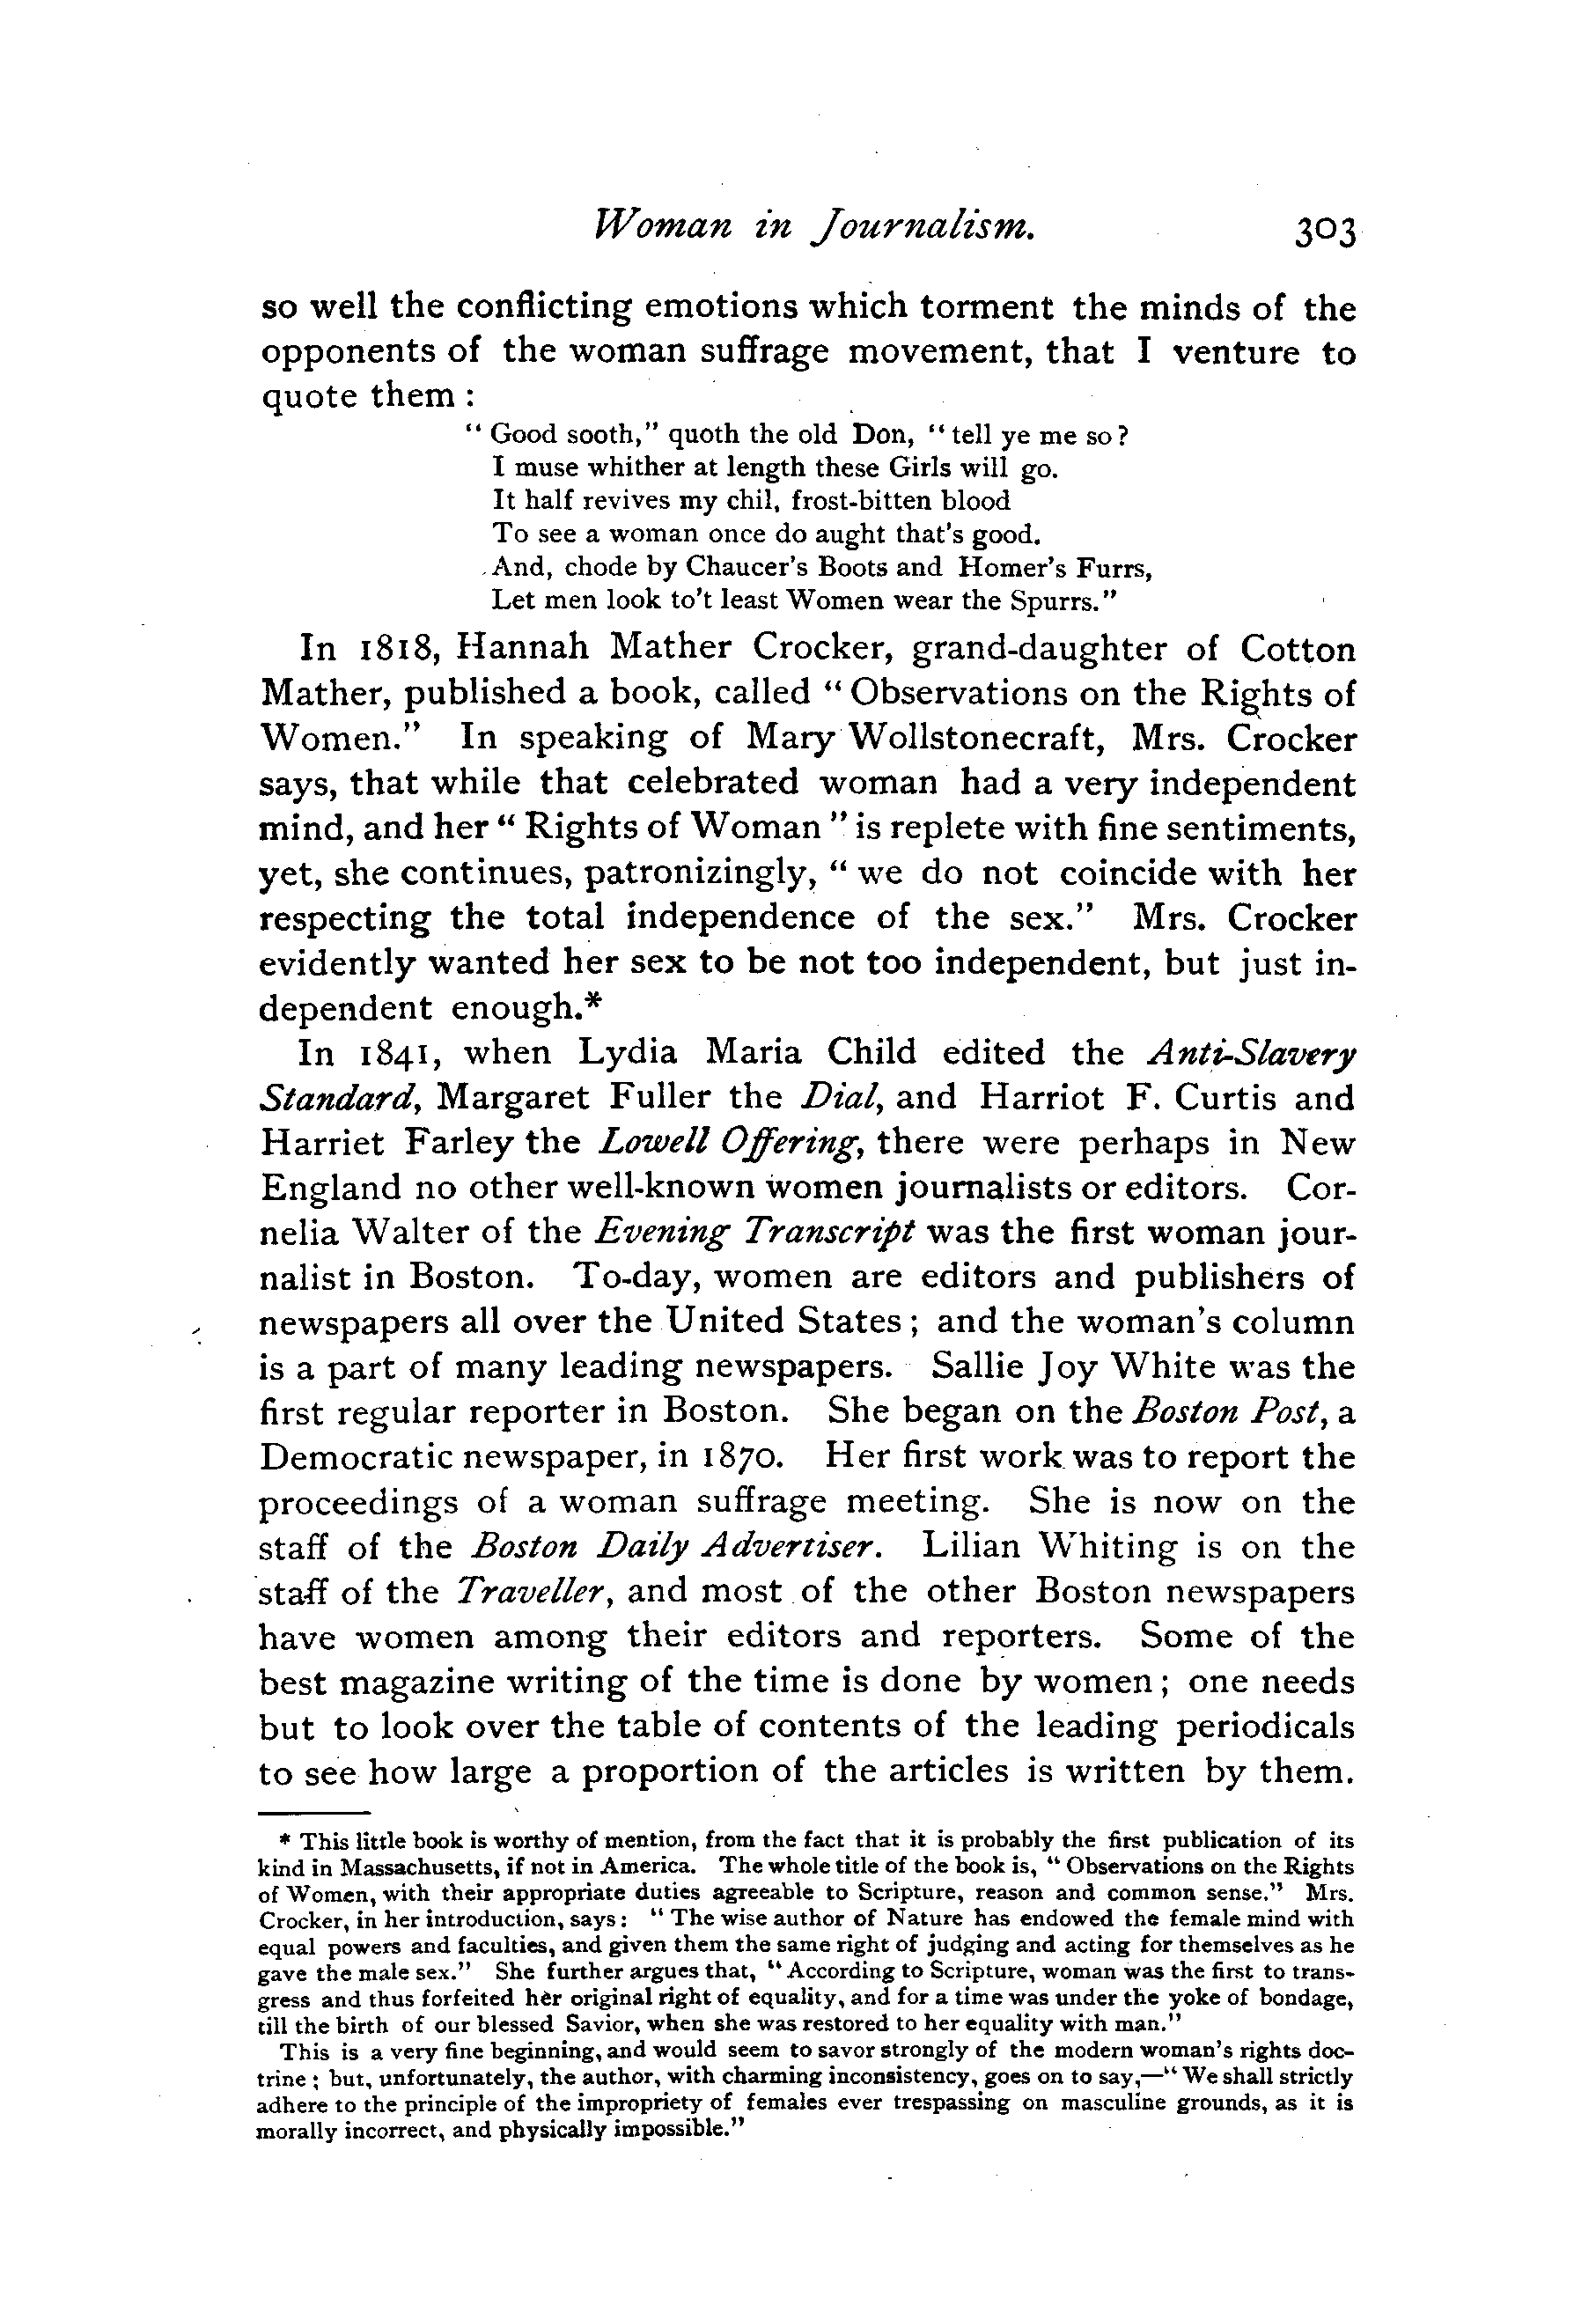 Woman in Journalism. 303
so well the conflicting emotions which torment the minds of the
opponents of the woman suffrage movement, that I venture to
quote them :
" Good sooth," quoth the old Don, " tell ye me so ?
I muse whither at length these Girls will go.
It half revives my chil, frost-bitten blood
To see a woman once do aught that's good.
And, chode by Chaucer's Boots and Homer's Furrs,
Let men look to't least Women wear the Spurrs."
In 1818, Hannah Mather Crocker, grand-daughter of Cotton
Mather, published a book, called " Observations on the Rights of
Women." In speaking of Mary Wollstonecraft, Mrs. Crocker
says, that while that celebrated woman had a very independent
mind, and her " Rights of Woman " is replete with fine sentiments,
yet, she continues, patronizingly, " we do not coincide with her
respecting the total independence of the sex." Mrs. Crocker
evidently wanted her sex to be not too independent, but just in-
dependent enough.*
In 1841, when Lydia Maria Child edited the Anti-Slavery
Standard, Margaret Fuller the Dial, and Harriot F. Curtis and
Harriet Farley the Lowell Offering, there were perhaps in New
England no other well-known women journalists or editors. Cor-
nelia Walter of the Evening Transcript was the first woman jour-
nalist in Boston. To-day, women are editors and publishers of
newspapers all over the United States ; and the woman's column
is a part of many leading newspapers. Sallie Joy White was the
first regular reporter in Boston. She began on the Boston Post, a
Democratic newspaper, in 1870. Her first work was to report the
proceedings of a woman suffrage meeting. She is now on the
staff of the Boston Daily Advertiser. Lilian Whiting is on the
staff of the Traveller, and most of the other Boston newspapers
have women among their editors and reporters. Some of the
best magazine writing of the time is done by women ; one needs
but to look over the table of contents of the leading periodicals
to see how large a proportion of the articles is written by them.
* This little book is worthy of mention, from the fact that it is probably the first publication of its
kind in Massachusetts, if not in America. The whole title of the book is, " Observations on the Rights
of Women, with their appropriate duties agreeable to Scripture, reason and common sense." Mrs.
Crocker, in her introduction, says : " The wise author of Nature has endowed the female mind with
equal powers and faculties, and given them the same right of judging and acting for themselves as he
gave the male sex." She further argues that, " According to Scripture, woman was the first to trans-
gress and thus forfeited her original right of equality, and for a time was under the yoke of bondage,
till the birth of our blessed Savior, when she was restored to her equality with man."
This is a very fine beginning, and would seem to savor strongly of the modern woman's rights doc-
trine ; but, unfortunately, the author, with charming inconsistency, goes on to say,—" We shall strictly
adhere to the principle of the impropriety of females ever trespassing on masculine grounds, as it is
morally incorrect, and physically impossible."